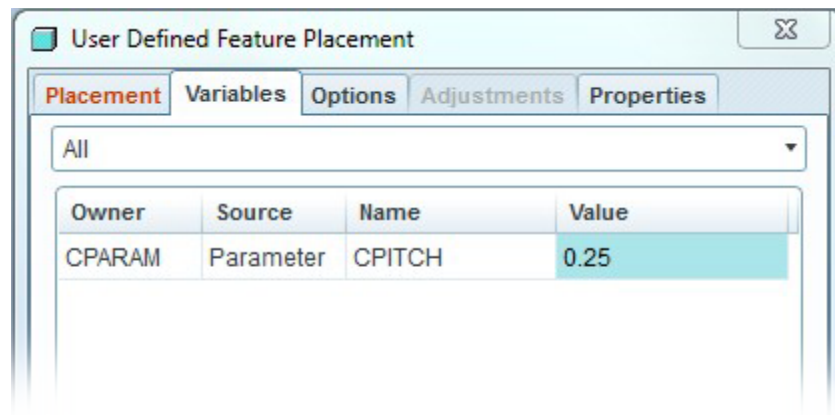 User Defined Feature Placement
Placement Variables Options Adjustments Properties
All
Owner Source Name Value
CPARAM Parameter CPITCH 0.25